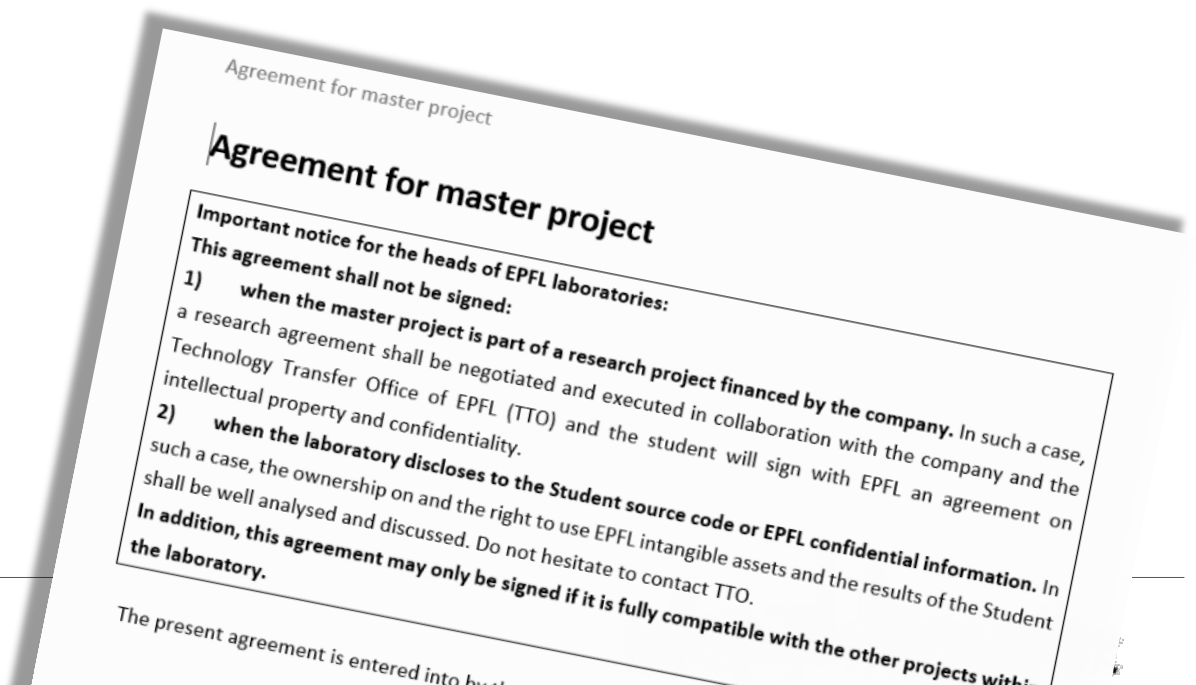 Agreement for master project
Agreement for master project
Important notice for the heads of EPFL laboratories:
This agreement shall not be signed:
1) when the master project is part of a research project financed by the company. In such a case,
a research agreement shall be negotiated and executed in collaboration with the company and the
Technology Transfer Office of EPFL (TTO) and the student will sign with EPFL an agreement on
intellectual property and confidentiality.
2) when the laboratory discloses to the Student source code or EPFL confidential information. In
such a case, the ownership on and the right to use EPFL intangible assets and the results of the Student
shall be well analysed and discussed. Do not hesitate to contact TTO.
In addition, this agreement may only be signed if it is fully compatible with the other projects within
the laboratory.
The present agreement is entered into by